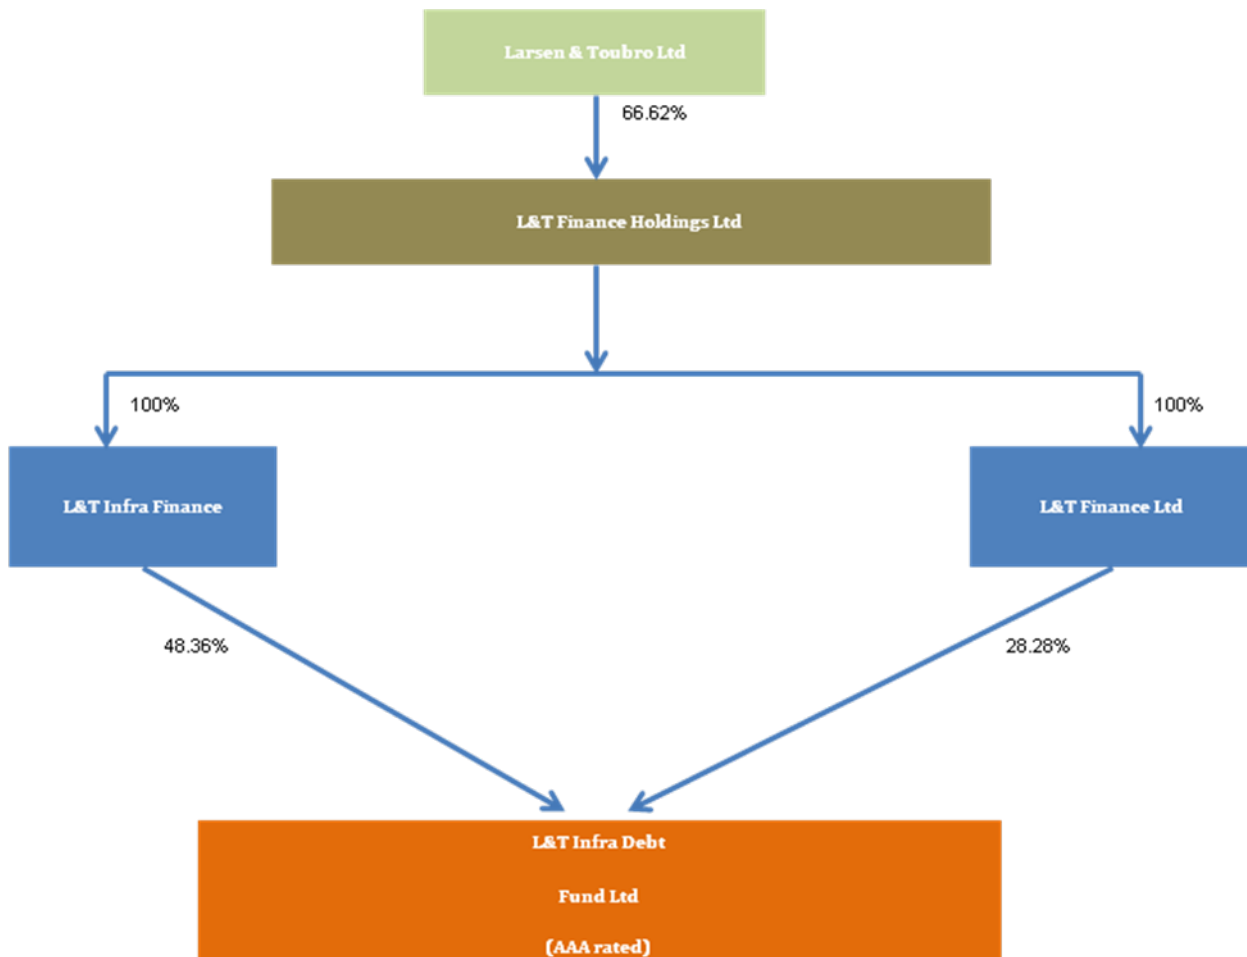 Larsen & Toubro Ltd
66.62%
L&T Finance Holdings Ltd
100%
100%
L&T Infra Finance
L&T Finance Ltd
48.36%
28.28%
L&T Infra Debt
Fund Ltd
(AAA rated)